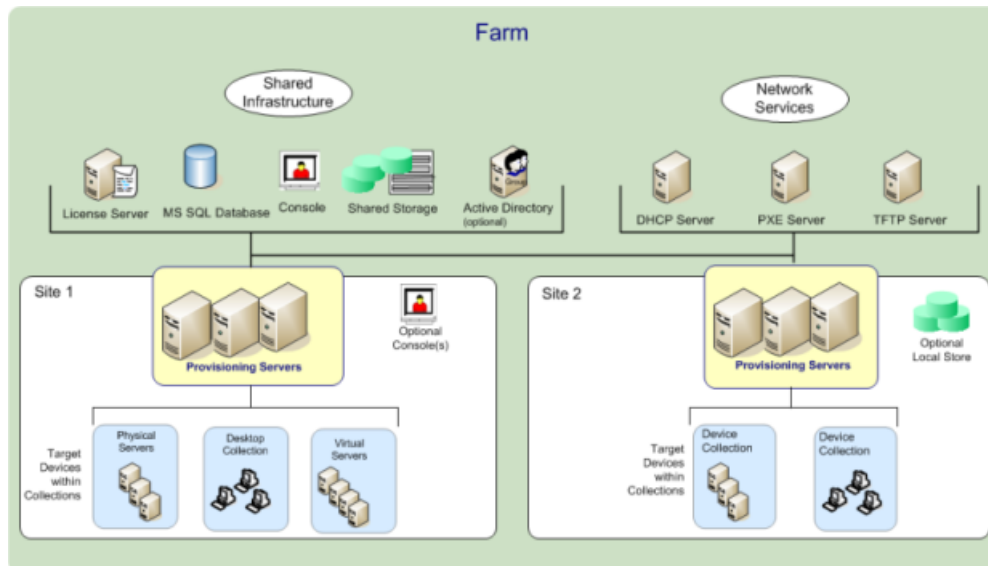 Farm
Shared
Infrastructure
Network
Services
License Server
MS SQL Database
Console
Shared Storage
Group
Active Directory
(optional)
DHCP Server
PXE Server
TFTP Server
Site 1
Provisioning Servers
Optional
Console(s)
Target
Devices
within
Collections
Physical
Servers
Desktop
Collection
Virtual
Servers
Site 2
Provisioning Servers
Optional
Local Store
Target
Devices
within
Collections
Device
Collection
Device
Collection